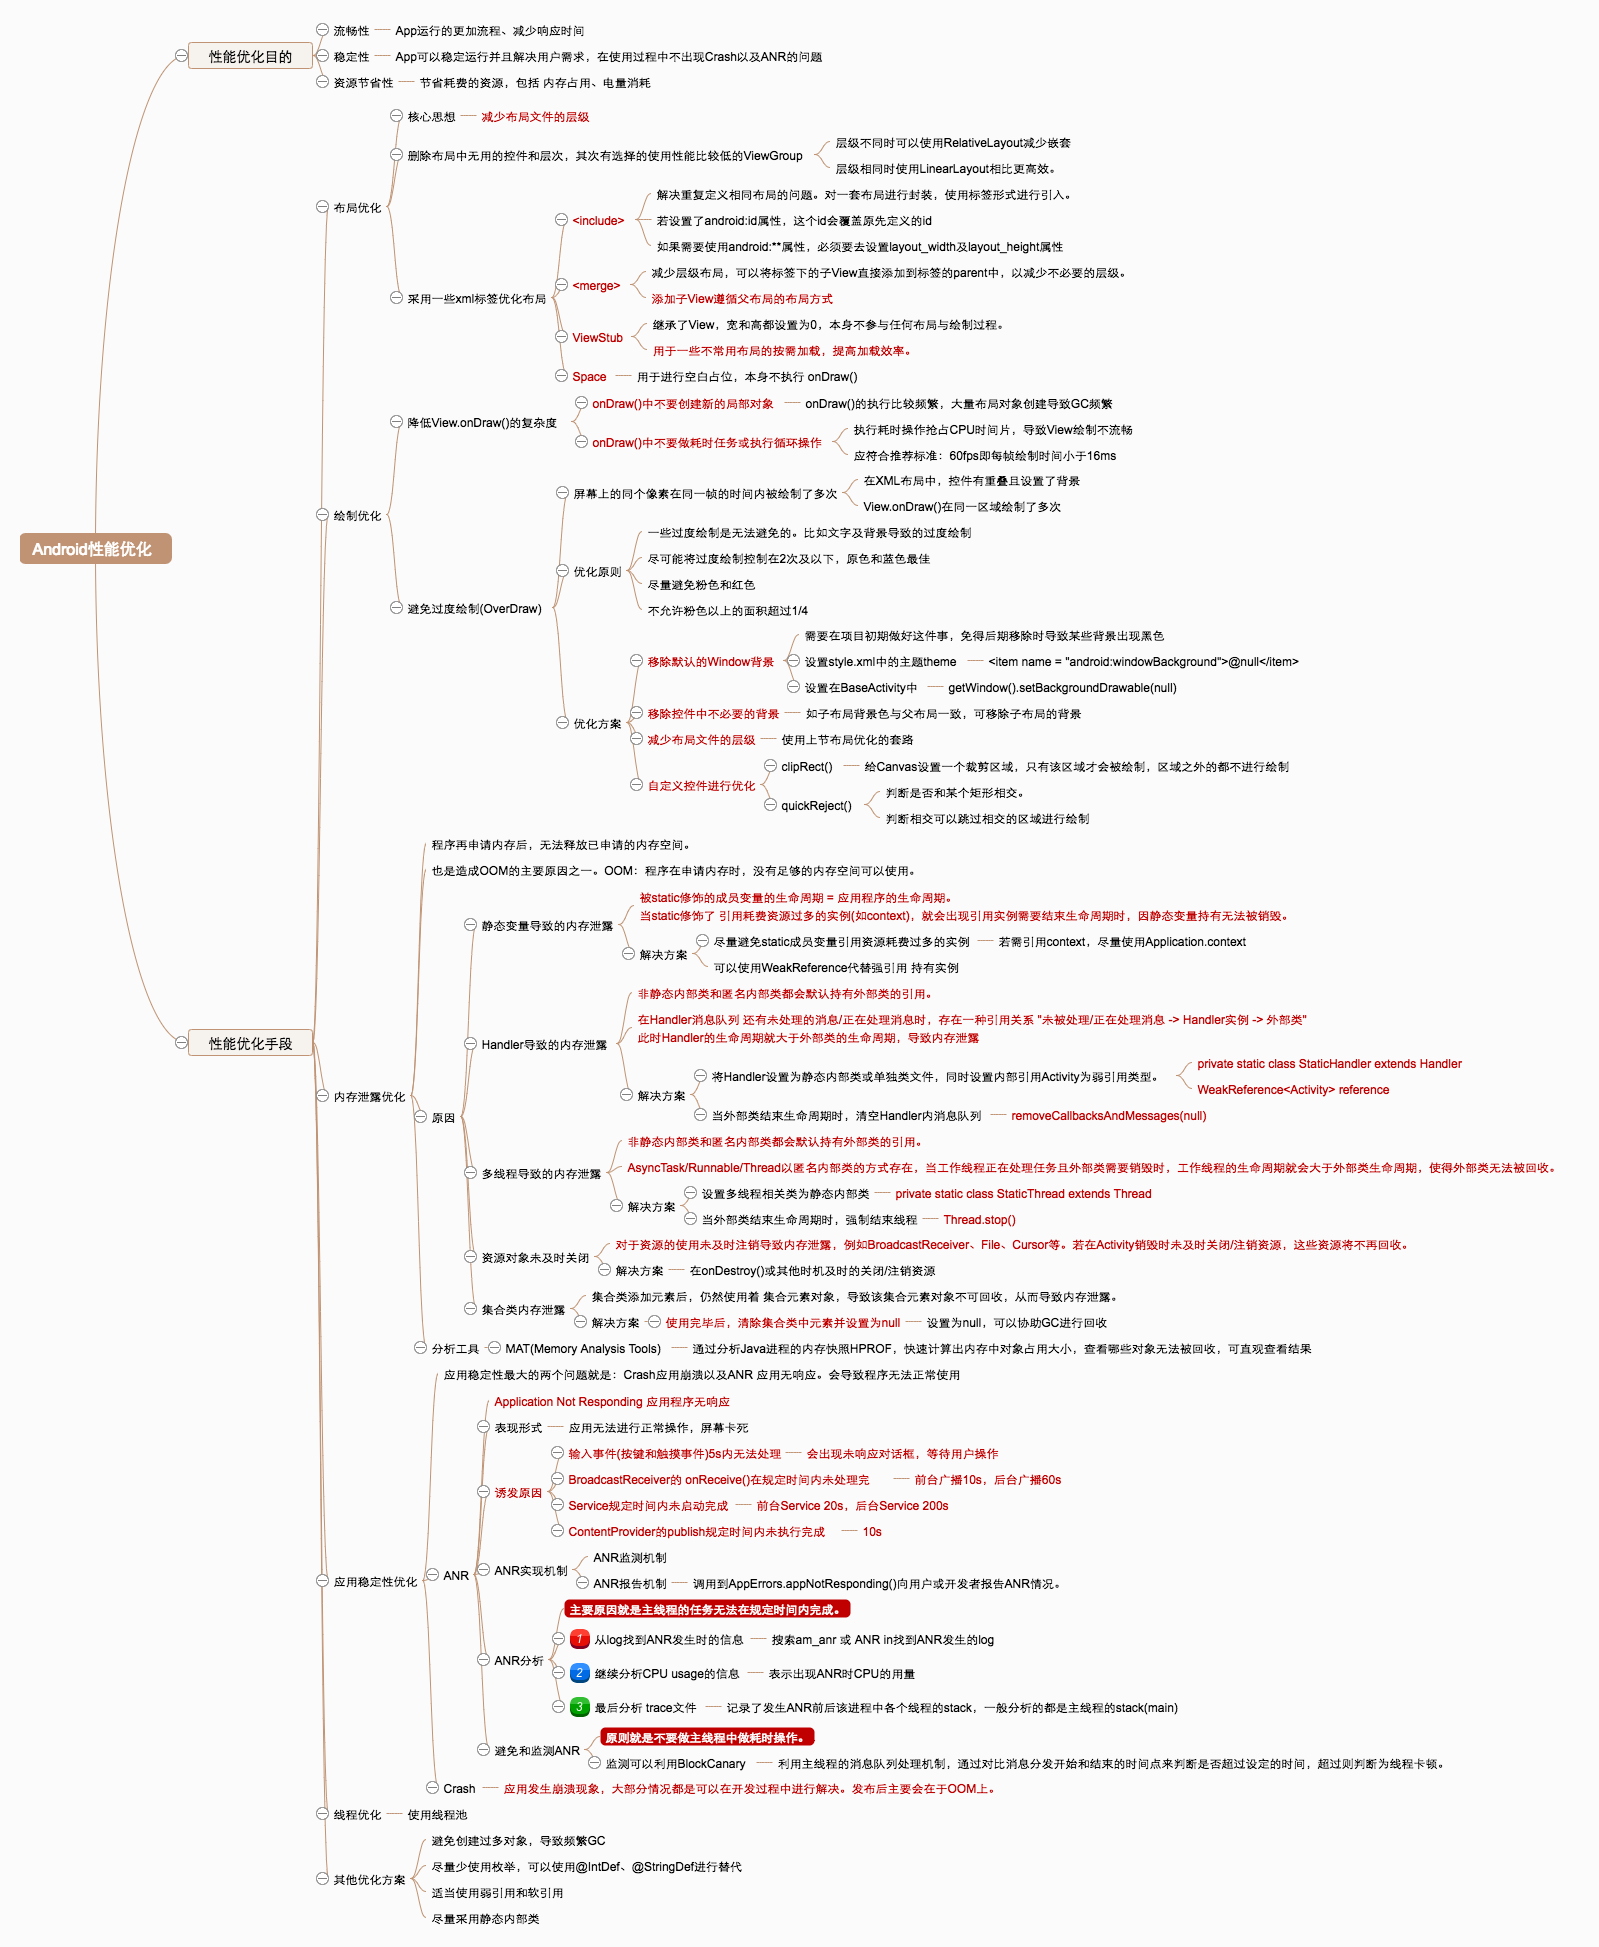 Android性能优化
性能优化目的
流畅性
App运行的更加流程、减少响应时间
稳定性
App可以稳定运行并且解决用户需求，在使用过程中不出现Crash以及ANR的问题
资源节省性
节省耗费的资源，包括 内存占用、电量消耗
性能优化手段
布局优化
核心思想
减少布局文件的层级
删除布局中无用的控件和层次，其次有选择的使用性能比较低的ViewGroup
层级不同时可以使用RelativeLayout减少嵌套
层级相同时使用LinearLayout相比更高效。
采用一些xml标签优化布局
<include>
解决重复定义相同布局的问题。对一套布局进行封装，使用标签形式进行引入。
若设置了android:id属性，这个id会覆盖原先定义的id
如果需要使用android:**属性，必须要去设置layout_width及layout_height属性
<merge>
减少层级布局，可以将标签下的子View直接添加到标签的parent中，以减少不必要的层级。
添加子View遵循父布局的布局方式
ViewStub
继承了View，宽和高都设置为0，本身不参与任何布局与绘制过程。
用于一些不常用布局的按需加载，提高加载效率。
Space
用于进行空白占位，本身不执行 onDraw()
绘制优化
降低View.onDraw()的复杂度
onDraw()中不要创建新的局部对象
onDraw()的执行比较频繁，大量布局对象创建导致GC频繁
onDraw()中不要做耗时任务或执行循环操作
执行耗时操作抢占CPU时间片，导致View绘制不流畅
应符合推荐标准：60fps即每帧绘制时间小于16ms
避免过度绘制(OverDraw)
屏幕上的同个像素在同一帧的时间内被绘制了多次
在XML布局中，控件有重叠且设置了背景
View.onDraw()在同一区域绘制了多次
优化原则
一些过度绘制是无法避免的。比如文字及背景导致的过度绘制
尽可能将过度绘制控制在2次及以下，原色和蓝色最佳
尽量避免粉色和红色
不允许粉色以上的面积超过1/4
优化方案
移除默认的Window背景
需要在项目初期做好这件事，免得后期移除时导致某些背景出现黑色
设置style.xml中的主题theme
<item name = "android:windowBackground">@null</item>
设置在BaseActivity中
getWindow().setBackgroundDrawable(null)
移除控件中不必要的背景
如子布局背景色与父布局一致，可移除子布局的背景
减少布局文件的层级
使用上节布局优化的套路
自定义控件进行优化
clipRect()
给Canvas设置一个裁剪区域，只有该区域才会被绘制，区域之外的都不进行绘制
quickReject()
判断是否和某个矩形相交。
判断相交可以跳过相交的区域进行绘制
内存泄露优化
程序再申请内存后，无法释放已申请的内存空间。
也是造成OOM的主要原因之一。OOM：程序在申请内存时，没有足够的内存空间可以使用。
原因
静态变量导致的内存泄露
被static修饰的成员变量的生命周期 = 应用程序的生命周期。
当static修饰了 引用耗费资源过多的实例(如context)，就会出现引用实例需要结束生命周期时，因静态变量持有无法被销毁。
解决方案
尽量避免static成员变量引用资源耗费过多的实例
若需引用context，尽量使用Application.context
可以使用WeakReference代替强引用 持有实例
Handler导致的内存泄露
非静态内部类和匿名内部类都会默认持有外部类的引用。
在Handler消息队列 还有未处理的消息/正在处理消息时，存在一种引用关系 "未被处理/正在处理消息 -> Handler实例 -> 外部类"
此时Handler的生命周期就大于外部类的生命周期，导致内存泄露
解决方案
将Handler设置为静态内部类或单独类文件，同时设置内部引用Activity为弱引用类型。
private static class StaticHandler extends Handler
WeakReference<Activity> reference
当外部类结束生命周期时，清空Handler内消息队列
removeCallbacksAndMessages(null)
多线程导致的内存泄露
非静态内部类和匿名内部类都会默认持有外部类的引用。
AsyncTask/Runnable/Thread以匿名内部类的方式存在，当工作线程正在处理任务且外部类需要销毁时，工作线程的生命周期就会大于外部类生命周期，使得外部类无法被回收。
解决方案
设置多线程相关类为静态内部类
private static class StaticThread extends Thread
当外部类结束生命周期时，强制结束线程
Thread.stop()
资源对象未及时关闭
对于资源的使用未及时注销导致内存泄露，例如BroadcastReceiver、File、Cursor等。若在Activity销毁时未及时关闭/注销资源，这些资源将不再回收。
解决方案
在onDestroy()或其他时机及时的关闭/注销资源
集合类内存泄露
集合类添加元素后，仍然使用着 集合元素对象，导致该集合元素对象不可回收，从而导致内存泄露。
解决方案
使用完毕后，清除集合类中元素并设置为null
设置为null，可以协助GC进行回收
分析工具
MAT(Memory Analysis Tools)
通过分析Java进程的内存快照HPROF，快速计算出内存中对象占用大小，查看哪些对象无法被回收，可直观查看结果
应用稳定性优化
应用稳定性最大的两个问题就是：Crash应用崩溃以及ANR 应用无响应。会导致程序无法正常使用
ANR
Application Not Responding 应用程序无响应
表现形式
应用无法进行正常操作，屏幕卡死
诱发原因
输入事件(按键和触摸事件)5s内无法处理
会出现未响应对话框，等待用户操作
BroadcastReceiver的 onReceive()在规定时间内未处理完
前台广播10s，后台广播60s
Service规定时间内未启动完成
前台Service 20s，后台Service 200s
ContentProvider的publish规定时间内未执行完成
10s
ANR实现机制
ANR监测机制
ANR报告机制
调用到AppErrors.appNotResponding()向用户或开发者报告ANR情况。
ANR分析
主要原因就是主线程的任务无法在规定时间内完成。
1 从log找到ANR发生时的信息
搜索am_anr 或 ANR in找到ANR发生的log
2 继续分析CPU usage的信息
表示出现ANR时CPU的用量
3 最后分析 trace文件
记录了发生ANR前后该进程中各个线程的stack，一般分析的都是主线程的stack(main)
避免和监测ANR
原则就是不要做主线程中做耗时操作。
监测可以利用BlockCanary
利用主线程的消息队列处理机制，通过对比消息分发开始和结束的时间点来判断是否超过设定的时间，超过则判断为线程卡顿。
Crash
应用发生崩溃现象，大部分情况都是可以在开发过程中进行解决。发布后主要会在于OOM上。
线程优化
使用线程池
其他优化方案
避免创建过多对象，导致频繁GC
尽量少使用枚举，可以使用@IntDef、@StringDef进行替代
适当使用弱引用和软引用
尽量采用静态内部类